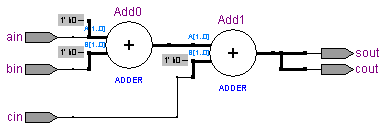 Add0
Add1
1' h0
A[1..0]
ain
B[1..0]
1' h0
+
A[1..0]
1' h0
B[1..0]
+
sout
bin
cout
ADDER
ADDER
cin